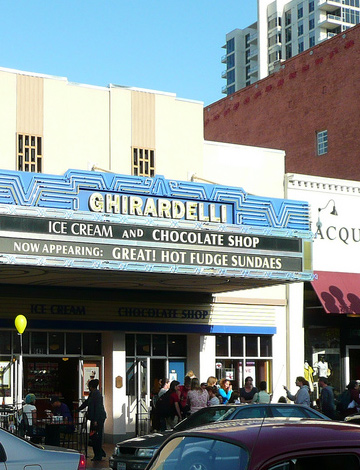 GHIRARDELLI
ICE CREAM AND CHOCOLATE SHOP
NOW APPEARING: GREAT! HOT FUDGE SUNDAES
ACQU
ICE CREAM CHOCOLATE SHOP